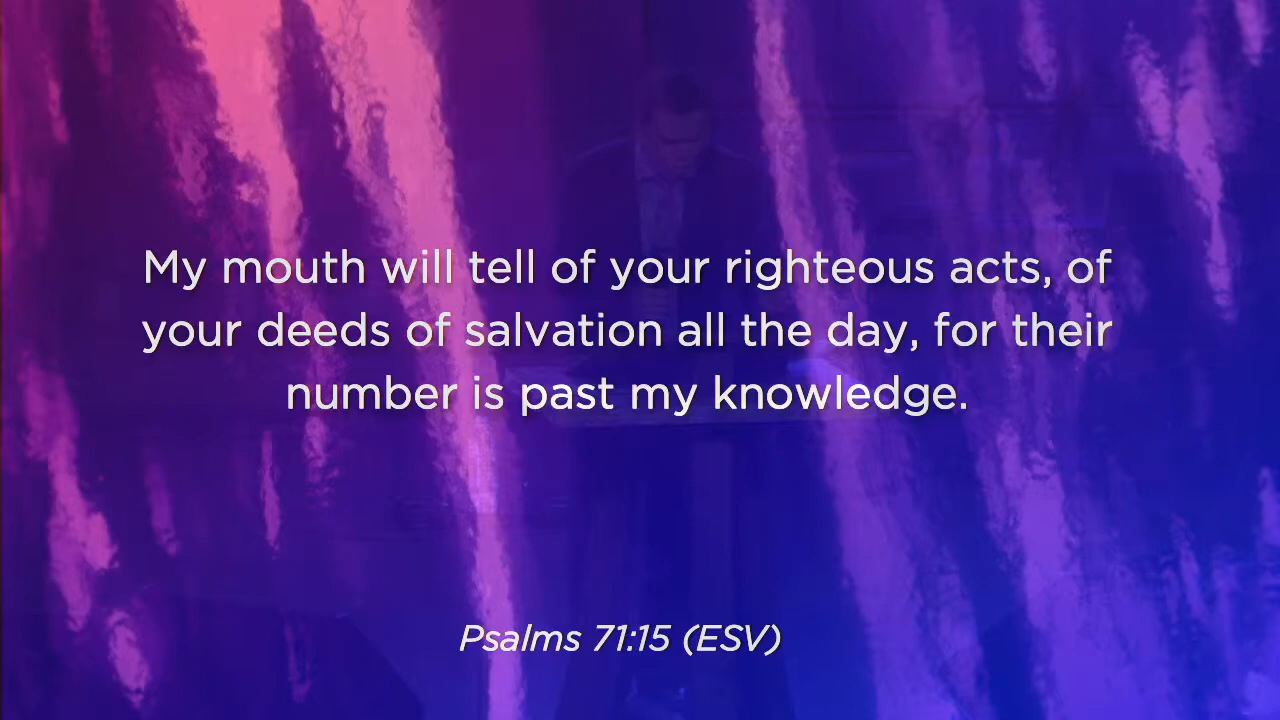 My mouth will tell of your righteous acts, of
your deeds of salvation all the day, for their
number is past my knowledge.
Psalms 71:15 (ESV)